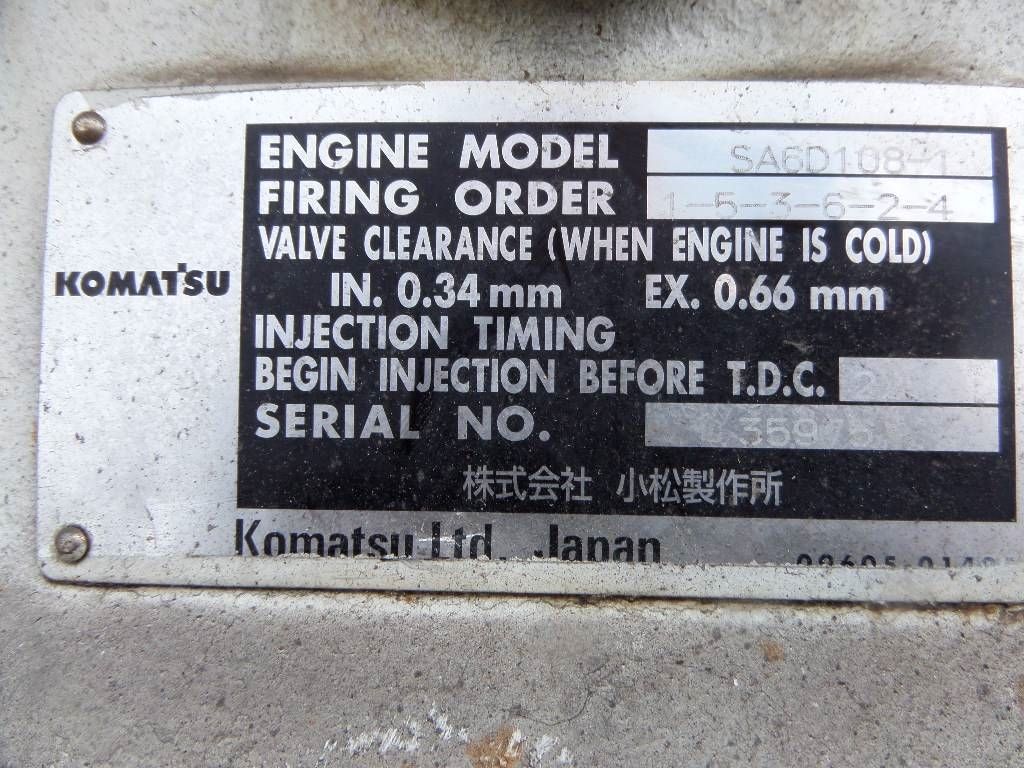 ENGINE MODEL SA6D108-1
FIRING ORDER 1-5-3-6-2-4
VALVE CLEARANCE (WHEN ENGINE IS COLD)
KOMATSU
IN. 0.34 mm EX. 0.66 mm
INJECTION TIMING
BEGIN INJECTION BEFORE T.D.C.
SERIAL NO. 35975
株式会社 小松製作所
Komatsu Ltd. Japan